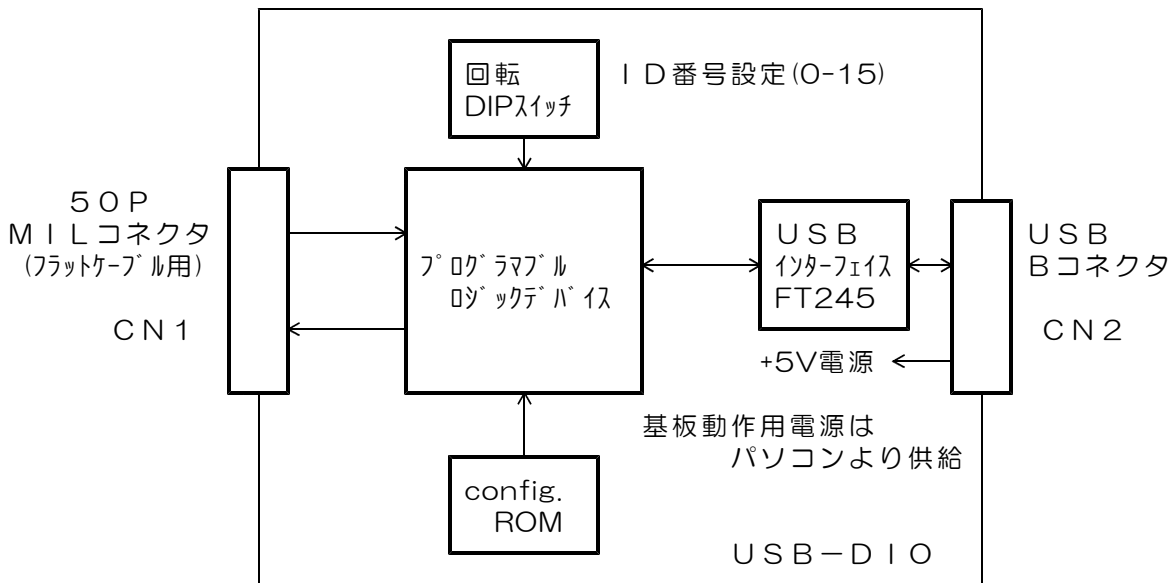 回転
DIPｽｲｯﾁ
ＩＤ番号設定(0-15)
５０Ｐ
ＭＩＬコネクタ
(ﾌﾗｯﾄｹｰﾌﾞﾙ用)
ＣＮ１
ﾌﾟﾛｸﾞﾗﾏﾌﾞﾙ
ﾛｼﾞｯｸﾃﾞﾊﾞｲｽ
ＵＳＢ
ｲﾝﾀｰﾌｪｲｽ
FT245
ＵＳＢ
Ｂコネクタ
ＣＮ２
+5V電源
基板動作用電源は
パソコンより供給
config.
ROM
ＵＳＢ－ＤＩＯ